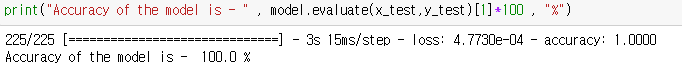 print("Accuracy of the model is - " , model.evaluate(x_test,y_test)[1]*100 , "%")
225/225 [==============================] - 3s 15ms/step - loss: 4.7730e-04 - accuracy: 1.0000
Accuracy of the model is -  100.0 %